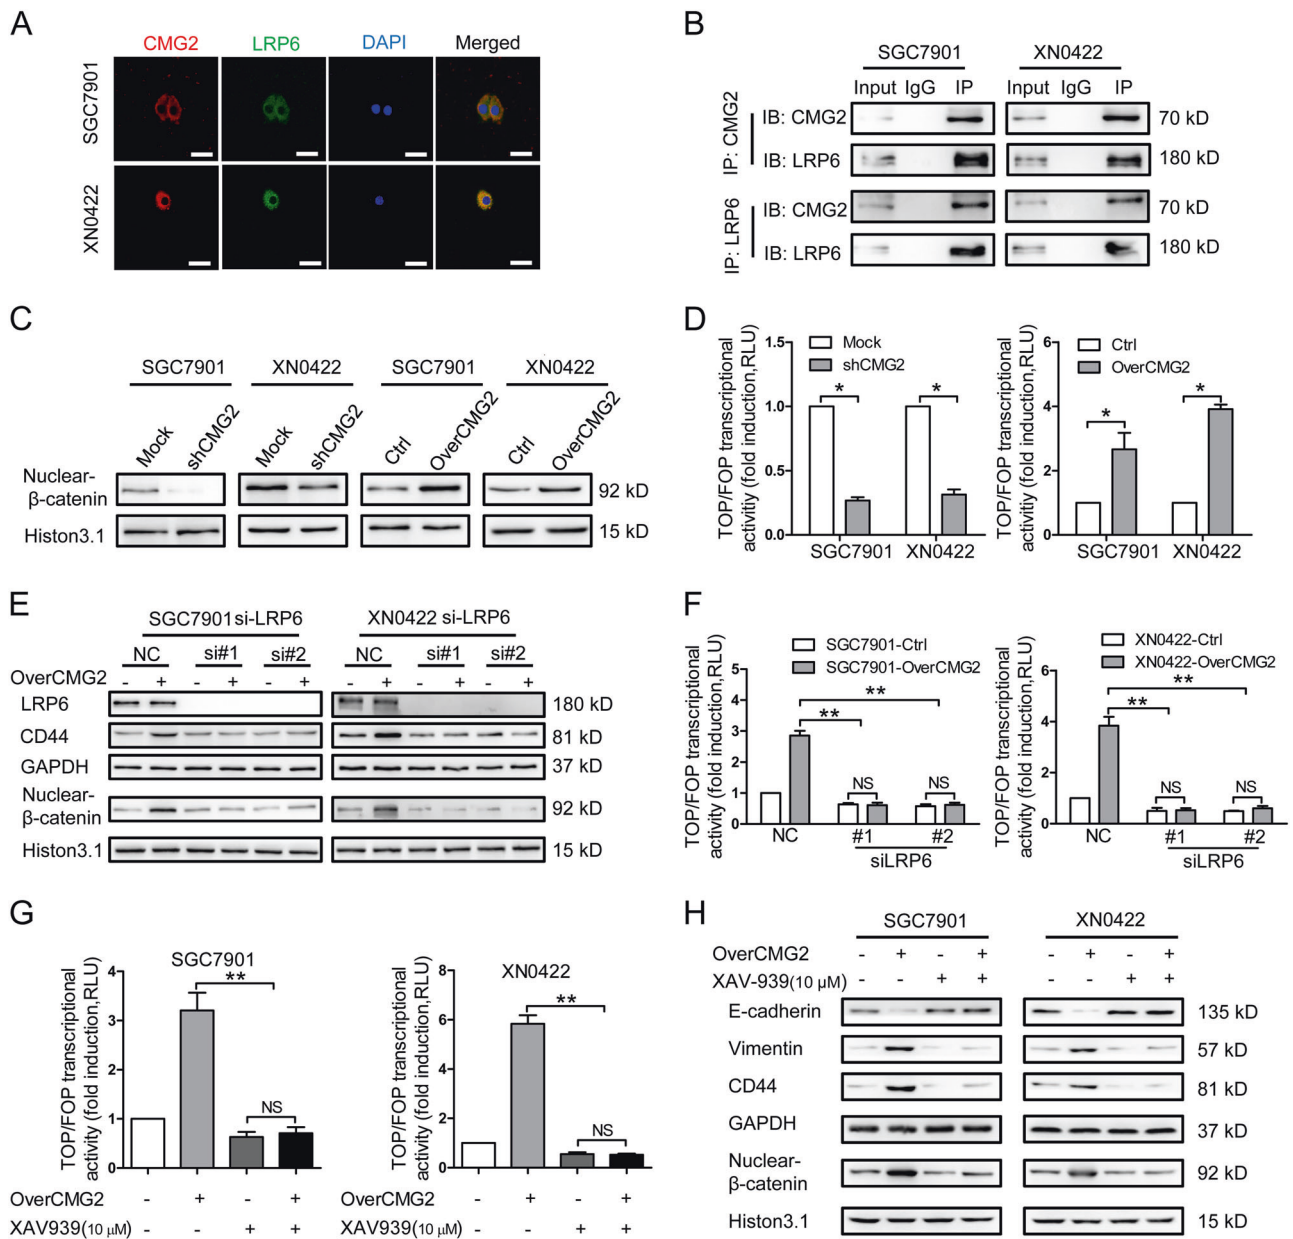 A
CMG2 LRP6 DAPI Merged
SGC7901
XN0422
B
SGC7901 XN0422
Input IgG IP Input IgG IP
IP: CMG2
IB: CMG2 70 kD
IB: LRP6 180 kD
IP: LRP6
IB: CMG2 70 kD
IB: LRP6 180 kD
C
SGC7901 XN0422 SGC7901 XN0422
Mock shCMG2 Mock shCMG2 Ctrl OverCMG2 Ctrl OverCMG2
Nuclear-
β-catenin 92 kD
Histon3.1 15 kD
D
TOP/FOP transcriptional
activity (fold induction,RLU)
1.5
1.0
0.5
0.0
Mock
shCMG2
* *
SGC7901 XN0422
TOP/FOP transcriptional
activity (fold induction,RLU)
6
4
2
0
Ctrl
OverCMG2
* *
SGC7901 XN0422
E
SGC7901 si-LRP6 XN0422 si-LRP6
NC si#1 si#2 NC si#1 si#2
OverCMG2 - + - + - + - + - + - +
LRP6 180 kD
CD44 81 kD
GAPDH 37 kD
Nuclear-
β-catenin 92 kD
Histon3.1 15 kD
F
TOP/FOP transcriptional
activity (fold induction,RLU)
5
4
3
2
1
0
SGC7901-Ctrl
SGC7901-OverCMG2
**
**
NS NS
NC #1 #2
siLRP6
TOP/FOP transcriptional
activity (fold induction,RLU)
6
4
2
0
XN0422-Ctrl
XN0422-OverCMG2
**
**
NS NS
NC #1 #2
siLRP6
G
SGC7901
TOP/FOP transcriptional
activity (fold induction,RLU)
4
3
2
1
0
**
NS
OverCMG2 - + - +
XAV939(10 μM) - - + +
XN0422
TOP/FOP transcriptional
activity (fold induction,RLU)
8
6
4
2
0
**
NS
OverCMG2 - + - +
XAV939(10 μM) - - + +
H
SGC7901 XN0422
OverCMG2 - + - + - + - +
XAV-939(10 μM) - - + + - - + +
E-cadherin 135 kD
Vimentin 57 kD
CD44 81 kD
GAPDH 37 kD
Nuclear-
β-catenin 92 kD
Histon3.1 15 kD